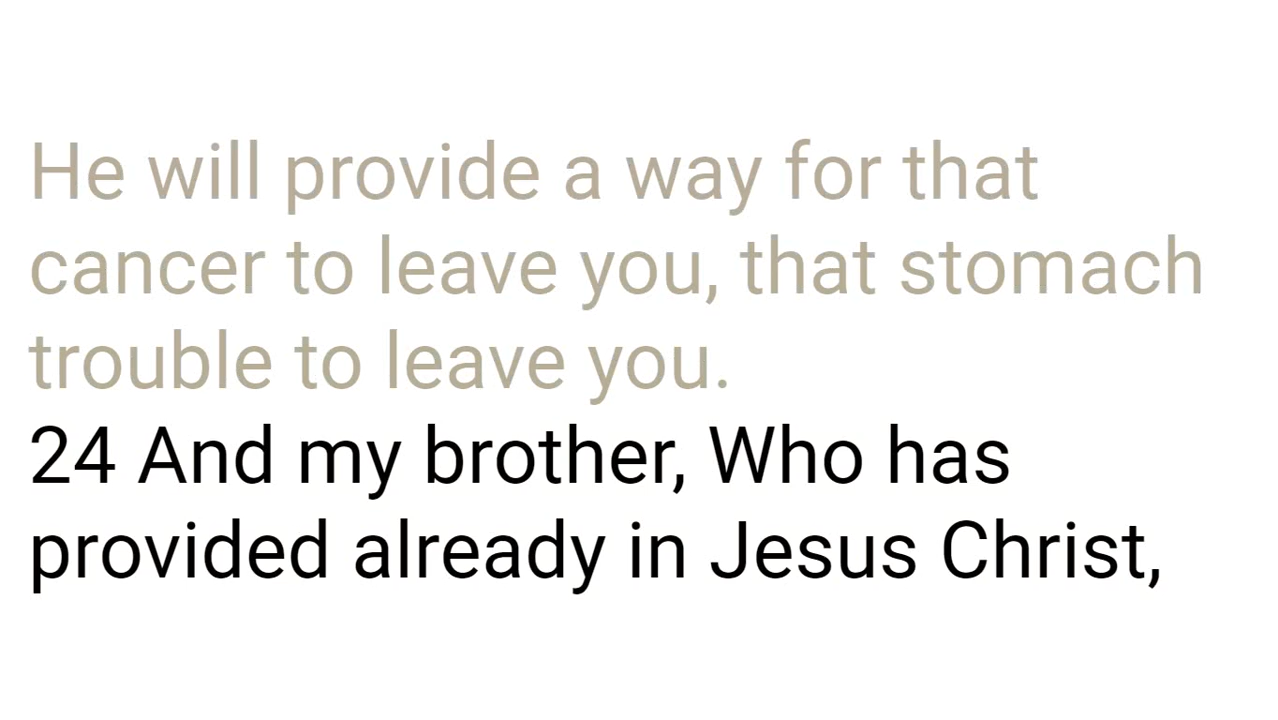 He will provide a way for that
cancer to leave you, that stomach
trouble to leave you.
24 And my brother, Who has
provided already in Jesus Christ,